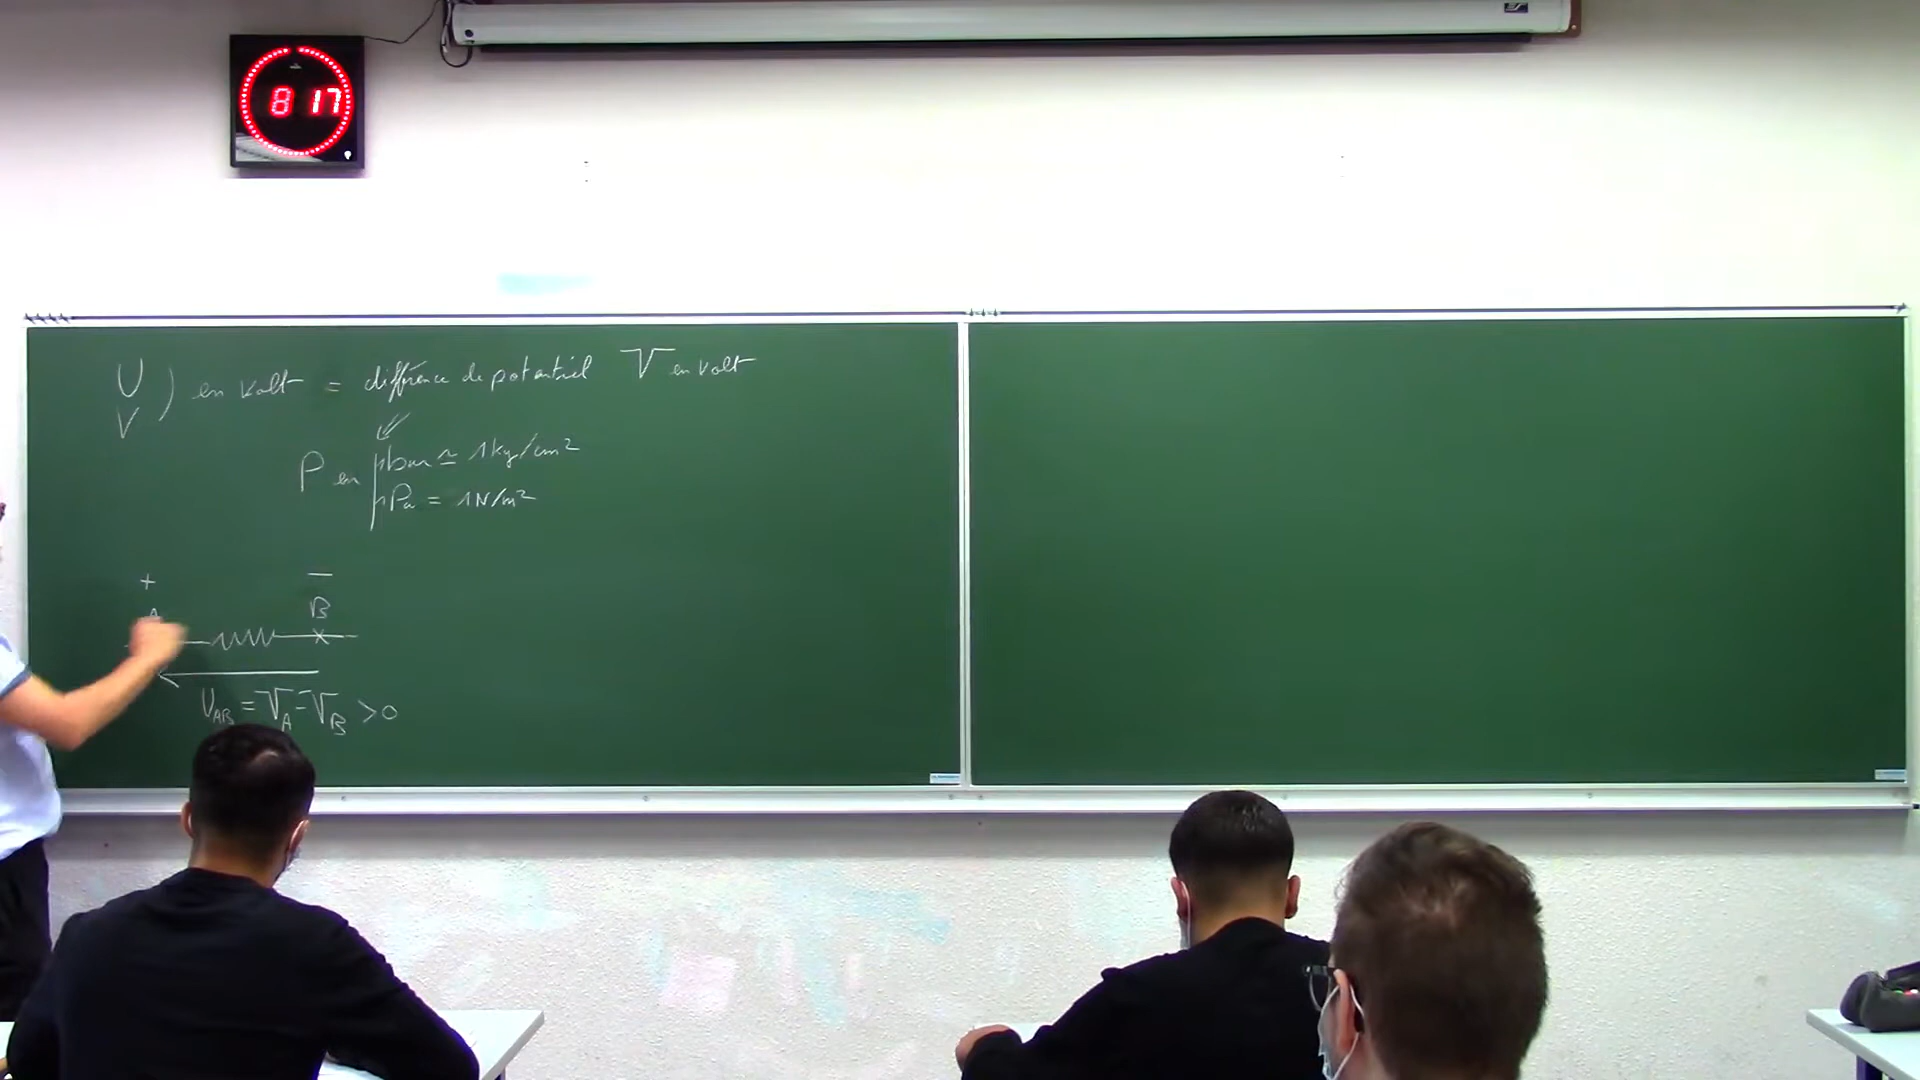 8 17
U ) en volt = différence de potentiel V en volt
V
P en | bar ≃ 1kg/cm²
Pa = 1N/m²
+ −
A B
U_AB = V_A − V_B > 0